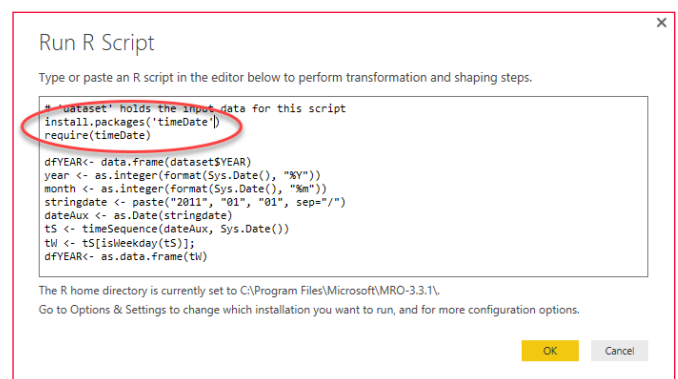 Run R Script
Type or paste an R script in the editor below to perform transformation and shaping steps.
# 'dataset' holds the input data for this script
install.packages('timeDate')
require(timeDate)
dfYEAR<- data.frame(dataset$YEAR)
year <- as.integer(format(Sys.Date(), "%Y"))
month <- as.integer(format(Sys.Date(), "%m"))
stringdate <- paste("2011", "01", "01", sep="/")
dateAux <- as.Date(stringdate)
tS <- timeSequence(dateAux, Sys.Date())
tW <- tS[isWeekday(tS)];
dfYEAR<- as.data.frame(tW)
The R home directory is currently set to C:\Program Files\Microsoft\MRO-3.3.1\.
Go to Options & Settings to change which installation you want to run, and for more configuration options.
OK Cancel